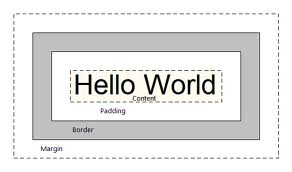 Hello World
Content
Padding
Border
Margin